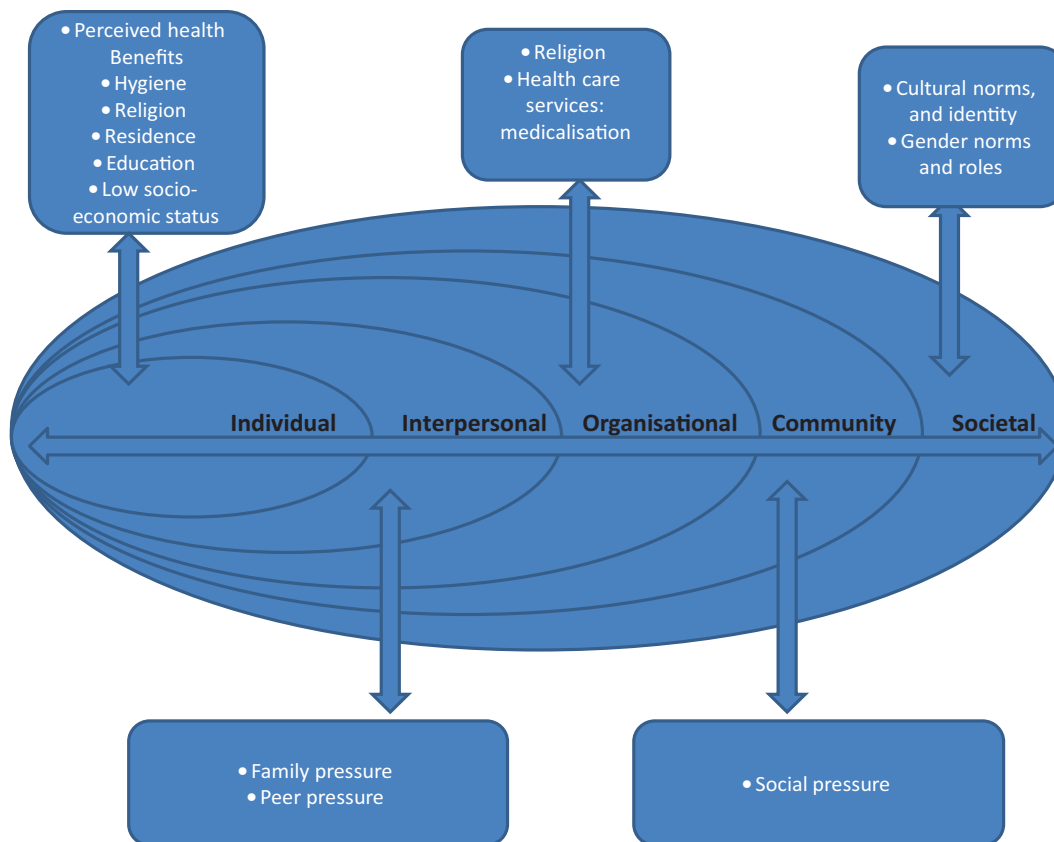 • Perceived health
Benefits
• Hygiene
• Religion
• Residence
• Education
• Low socio-
economic status
• Religion
• Health care
services:
medicalisation
• Cultural norms,
and identity
• Gender norms
and roles
Individual
Interpersonal
Organisational
Community
Societal
• Family pressure
• Peer pressure
• Social pressure